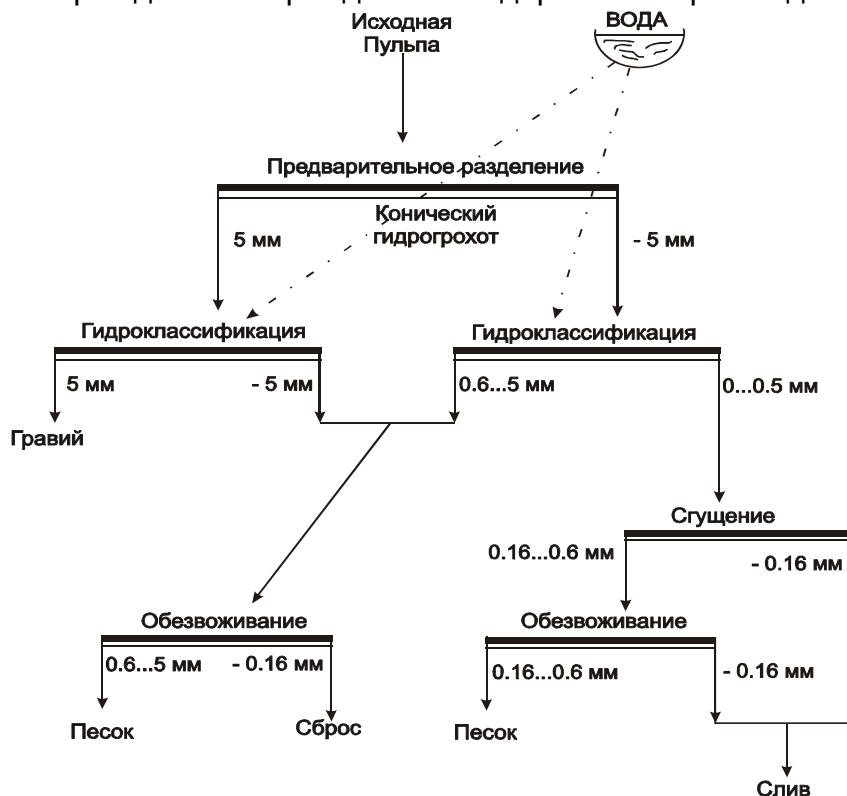 Исходная
Пульпа
ВОДА
Предварительное разделение
Конический
гидрогрохот
5 мм
- 5 мм
Гидроклассификация
Гидроклассификация
5 мм
- 5 мм
0.6...5 мм
0...0.5 мм
Гравий
Сгущение
0.16...0.6 мм
- 0.16 мм
Обезвоживание
Обезвоживание
0.6...5 мм
- 0.16 мм
0.16...0.6 мм
- 0.16 мм
Песок
Сброс
Песок
Слив